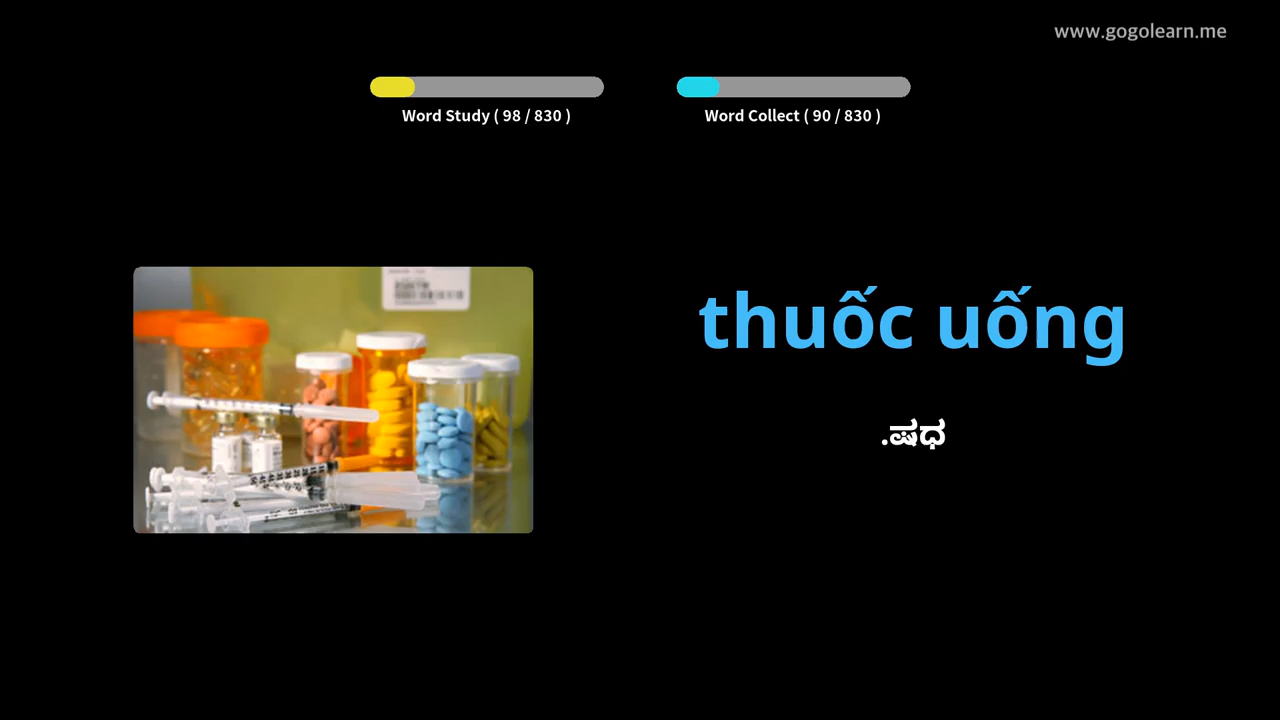 www.gogolearn.me
Word Study ( 98 / 830 )
Word Collect ( 90 / 830 )
thuốc uống
.ಷಧ